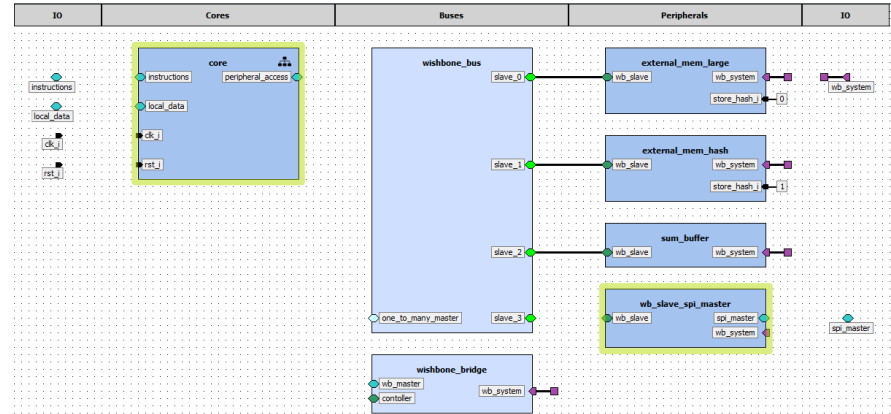 IO Cores Buses Peripherals IO
core
instructions peripheral_access
local_data
clk_i
rst_i
instructions
local_data
clk_i
rst_i
wishbone_bus
slave_0
slave_1
slave_2
one_to_many_master slave_3
wishbone_bridge
wb_master
contoller
wb_system
external_mem_large
wb_slave wb_system
store_hash_i 0
external_mem_hash
wb_slave wb_system
store_hash_i 1
sum_buffer
wb_slave wb_system
wb_slave_spi_master
wb_slave spi_master
wb_system
wb_system
spi_master